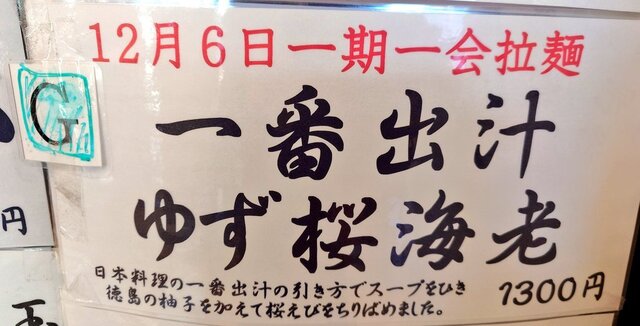 12月6日一期一会拉麺
G
一番出汁
ゆず桜海老
日本料理の一番出汁の引き方でスープをひき
徳島の柚子を加えて桜えびをちりばめました。
1300円
円